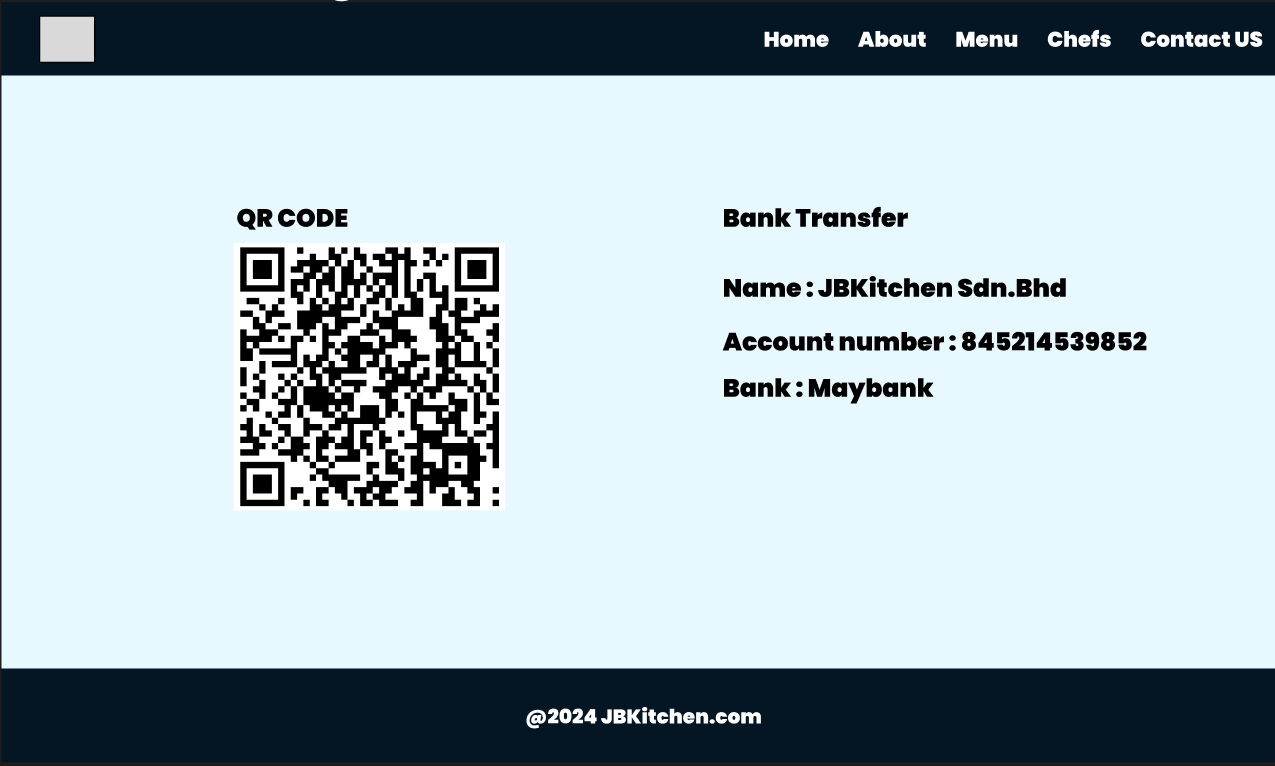 Home About Menu Chefs Contact US
QR CODE
Bank Transfer
Name : JBKitchen Sdn.Bhd
Account number : 845214539852
Bank : Maybank
@2024 JBKitchen.com